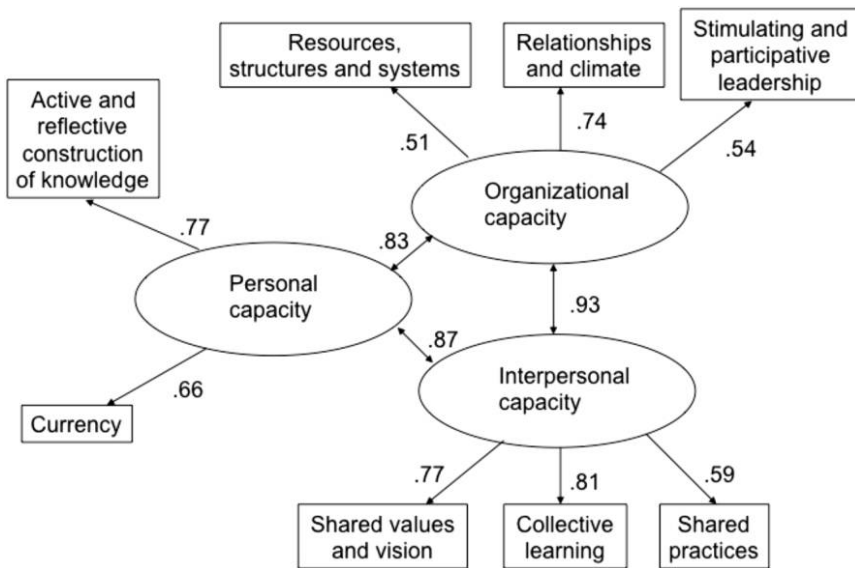 Resources,
structures and systems
Relationships
and climate
Stimulating and
participative
leadership
Active and
reflective
construction
of knowledge
.51
.74
.54
Organizational
capacity
.77
.83
Personal
capacity
.93
.87
Interpersonal
capacity
.66
Currency
.77
.81
.59
Shared values
and vision
Collective
learning
Shared
practices